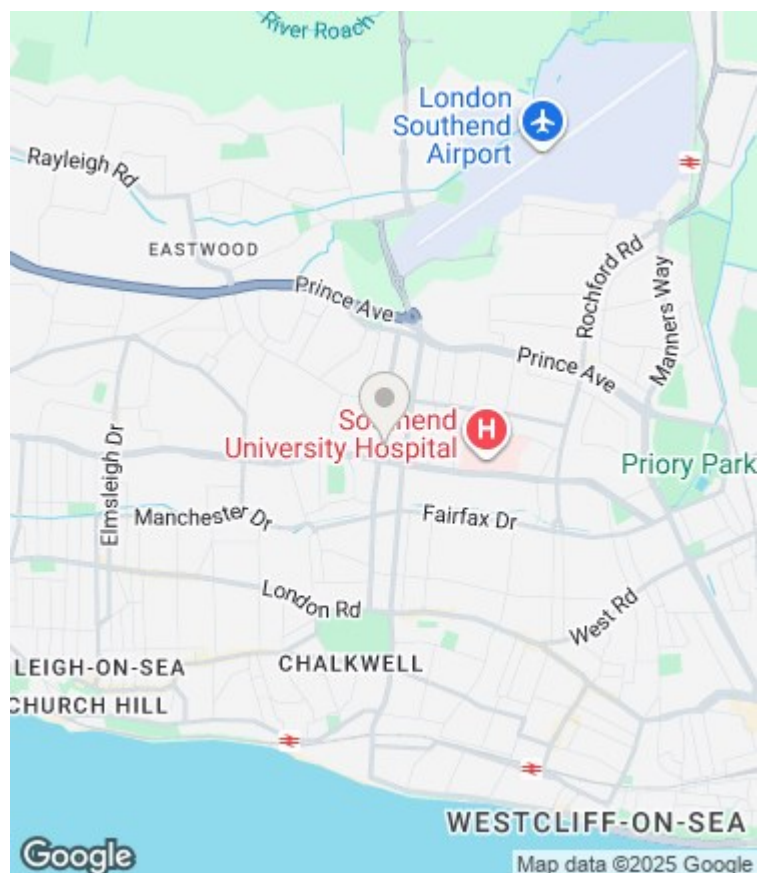 River Roach
London
Southend
Airport
Rayleigh Rd
EASTWOOD
Rochford Rd
Manners Way
Prince Ave
Prince Ave
Southend
University Hospital
H
Priory Park
Elmsleigh Dr
Manchester Dr
Fairfax Dr
London Rd
West Rd
LEIGH-ON-SEA
CHALKWELL
CHURCH HILL
WESTCLIFF-ON-SEA
Google
Map data ©2025 Google